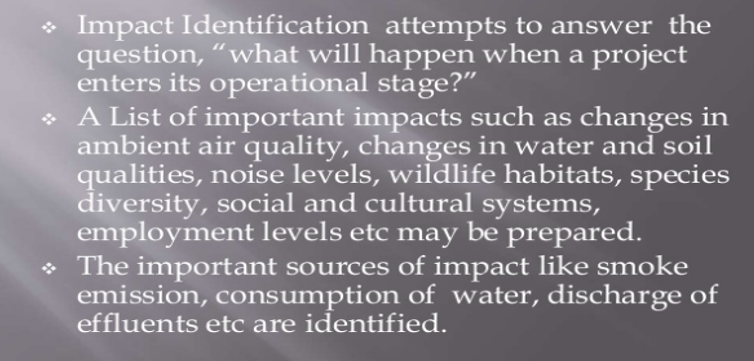 ❖ Impact Identification attempts to answer the
question, “what will happen when a project
enters its operational stage?”
❖ A List of important impacts such as changes in
ambient air quality, changes in water and soil
qualities, noise levels, wildlife habitats, species
diversity, social and cultural systems,
employment levels etc may be prepared.
❖ The important sources of impact like smoke
emission, consumption of water, discharge of
effluents etc are identified.